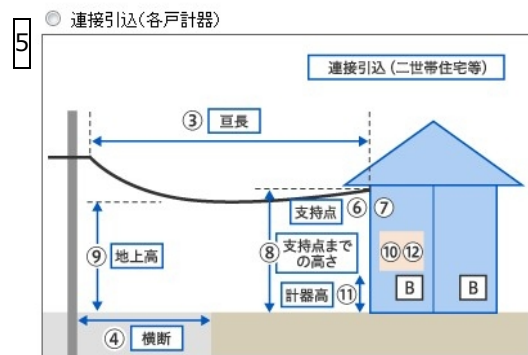 5
連接引込(各戸計器)
連接引込 (二世帯住宅等)
③ 亘長
支持点 ⑥ ⑦
⑨ 地上高
⑧ 支持点まで
の高さ
⑩⑫
計器高 ⑪
B B
④ 横断